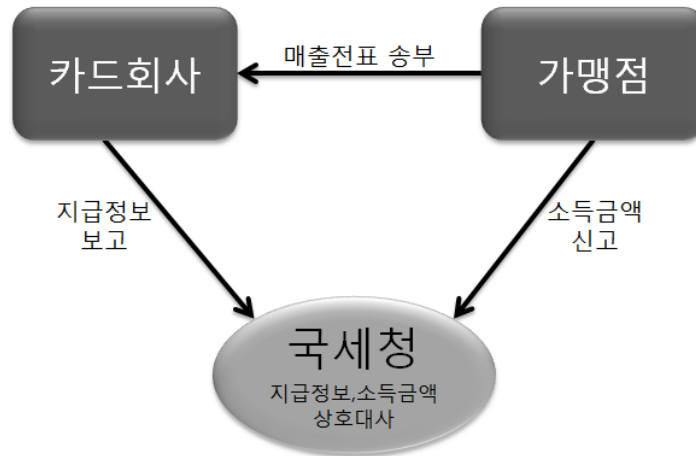 카드회사
매출전표 송부
가맹점
지급정보
보고
소득금액
신고
국세청
지급정보,소득금액
상호대사